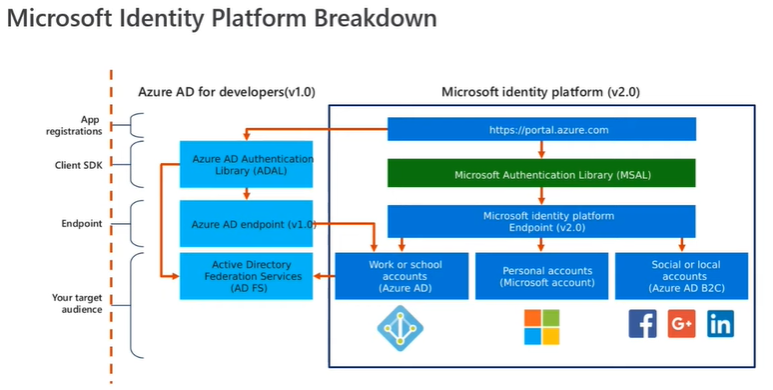 Microsoft Identity Platform Breakdown
Azure AD for developers(v1.0)
Microsoft identity platform (v2.0)
App
registrations
https://portal.azure.com
Client SDK
Azure AD Authentication
Library (ADAL)
Microsoft Authentication Library (MSAL)
Endpoint
Azure AD endpoint (v1.0)
Microsoft identity platform
Endpoint (v2.0)
Your target
audience
Active Directory
Federation Services
(AD FS)
Work or school
accounts
(Azure AD)
Personal accounts
(Microsoft account)
Social or local
accounts
(Azure AD B2C)
f
G+
in